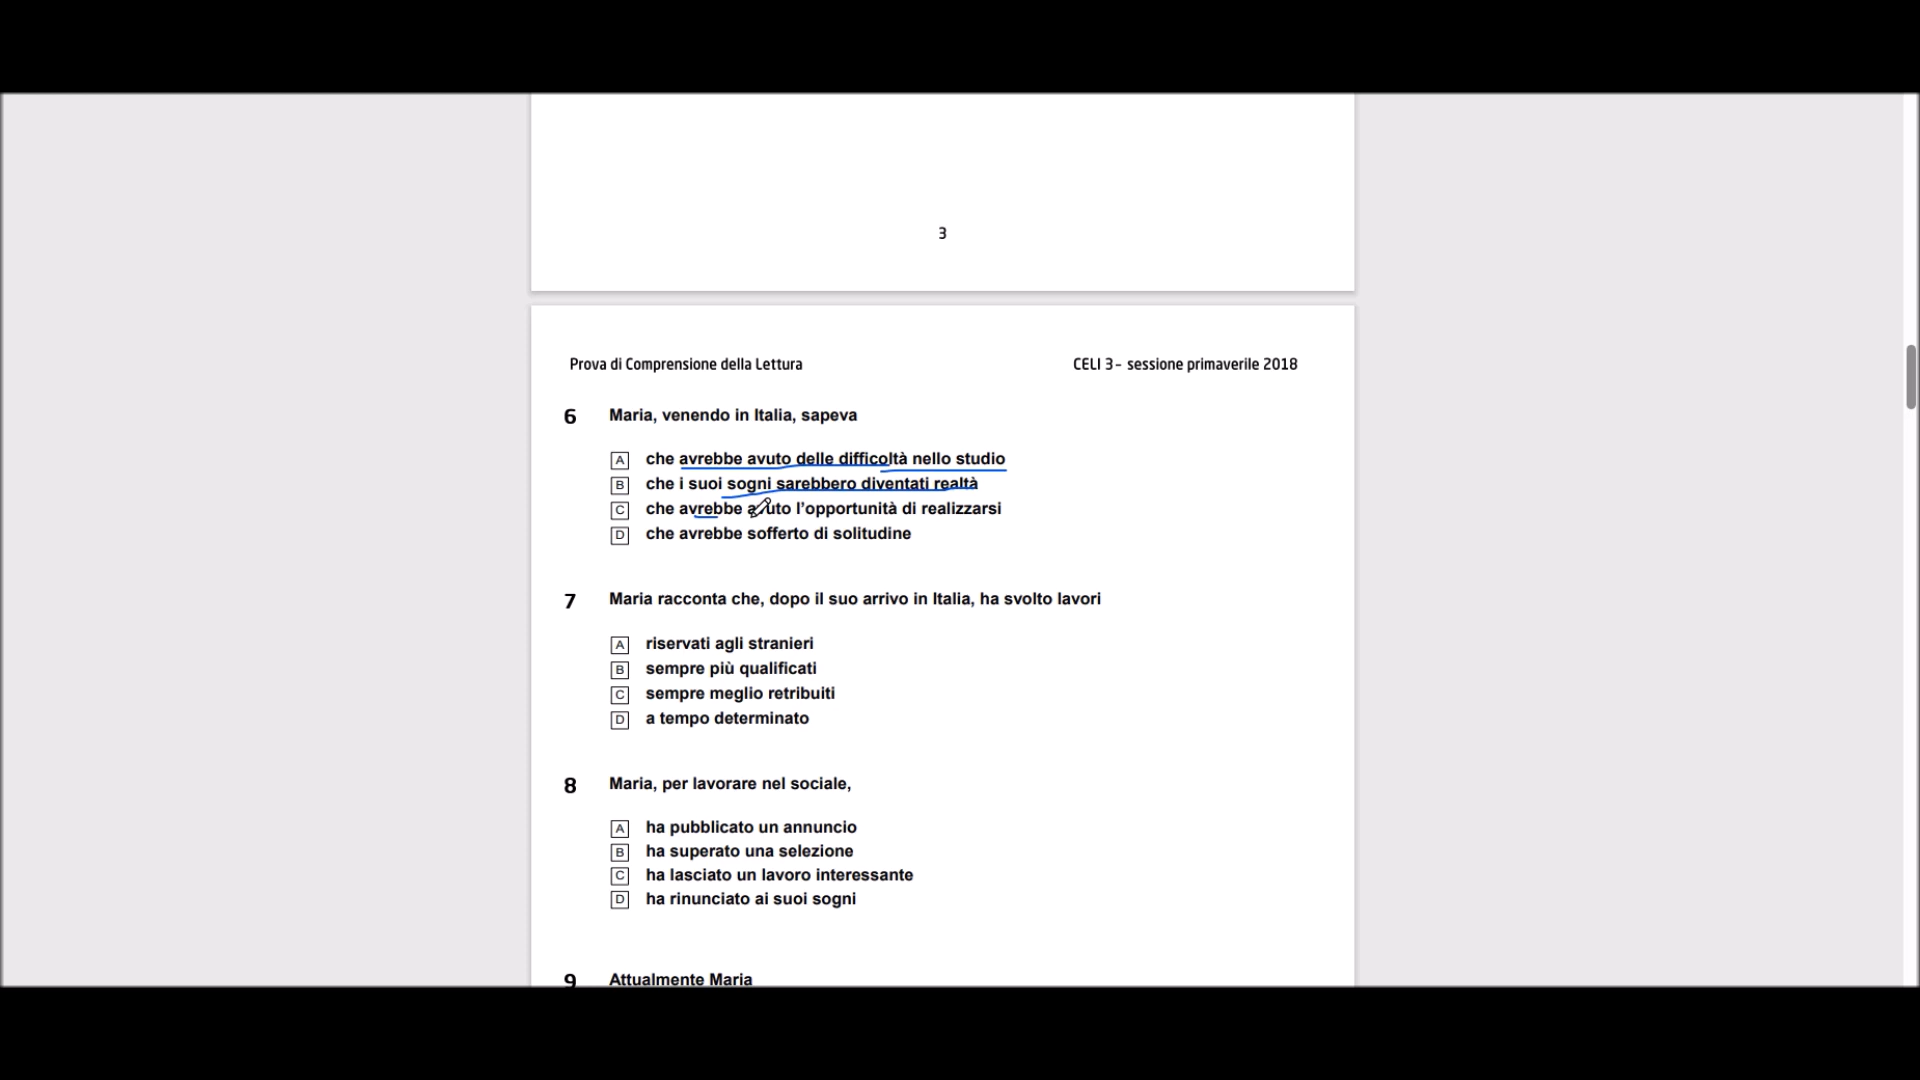 3
Prova di Comprensione della Lettura CELI 3- sessione primaverile 2018
6 Maria, venendo in Italia, sapeva
A che avrebbe avuto delle difficoltà nello studio
B che i suoi sogni sarebbero diventati realtà
C che avrebbe avuto l'opportunità di realizzarsi
D che avrebbe sofferto di solitudine
7 Maria racconta che, dopo il suo arrivo in Italia, ha svolto lavori
A riservati agli stranieri
B sempre più qualificati
C sempre meglio retribuiti
D a tempo determinato
8 Maria, per lavorare nel sociale,
A ha pubblicato un annuncio
B ha superato una selezione
C ha lasciato un lavoro interessante
D ha rinunciato ai suoi sogni
9 Attualmente Maria